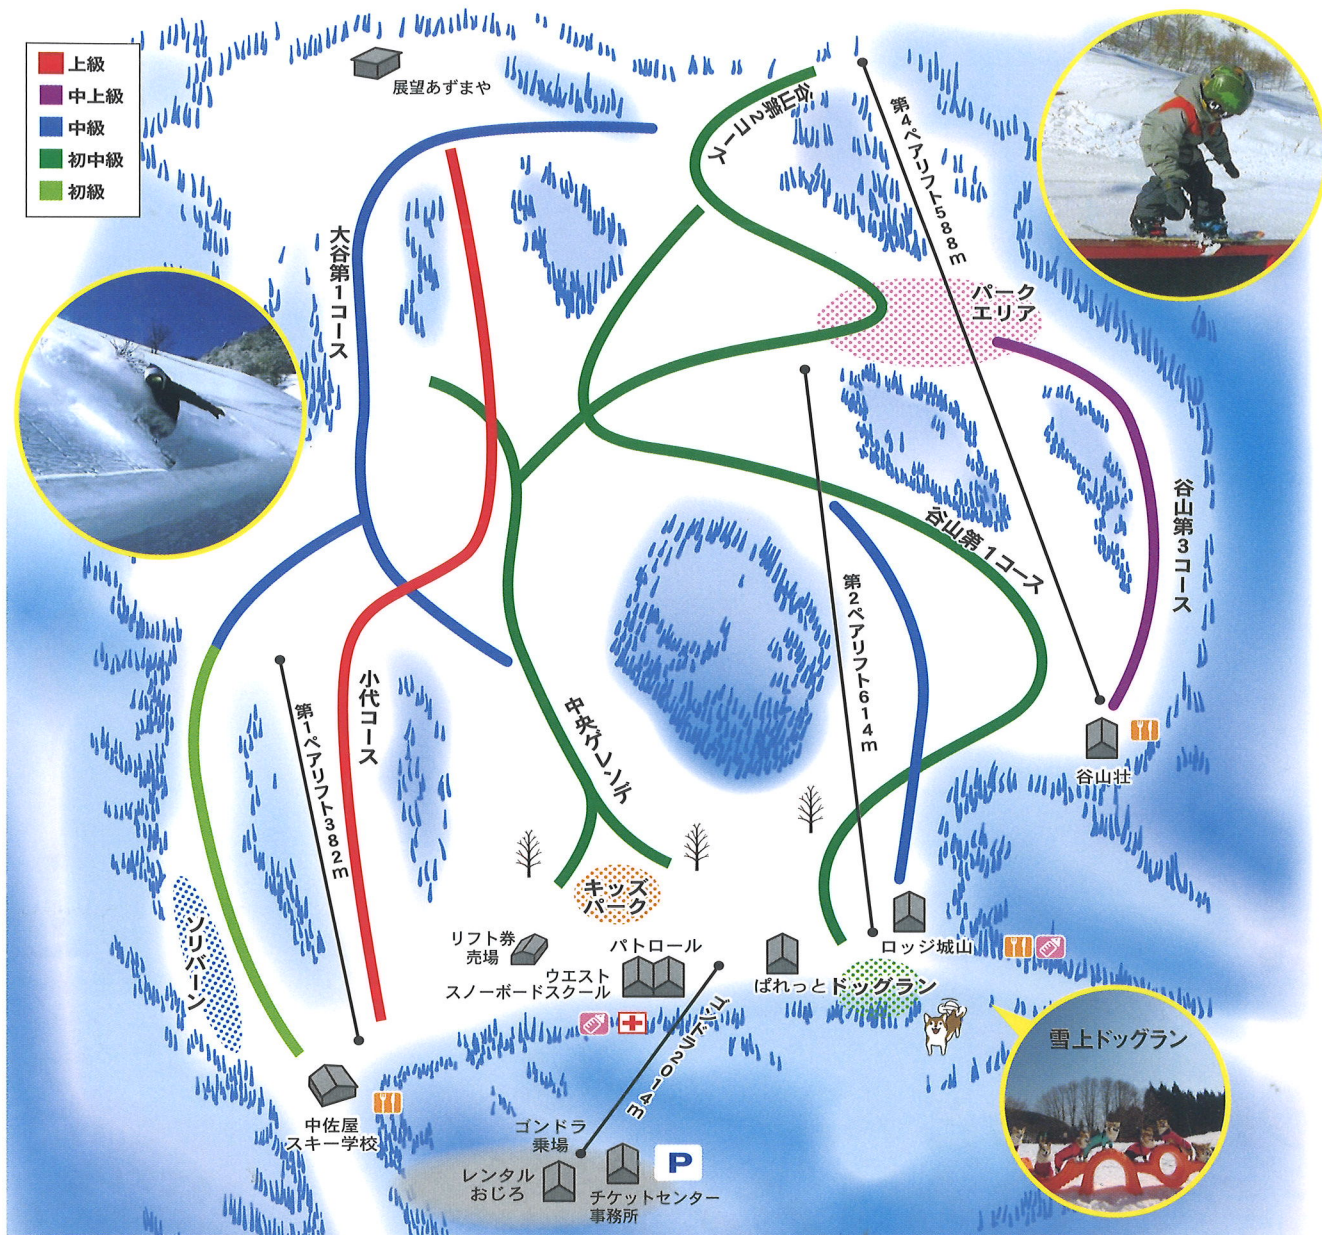 上級
中上級
中級
初中級
初級
展望あずまや
谷山第2コース
第4ペアリフト588m
パーク
エリア
大谷第1コース
谷山第3コース
谷山第1コース
第2ペアリフト614m
小代コース
第1ペアリフト382m
中央ゲレンデ
谷山荘
キッズ
パーク
ソリバーン
リフト券
売場
パトロール
ウエスト
スノーボードスクール
ぱれっと
ドッグラン
ロッジ城山
ゴンドラ2014m
雪上ドッグラン
中佐屋
スキー学校
ゴンドラ
乗場
P
レンタル
おじろ
チケットセンター
事務所